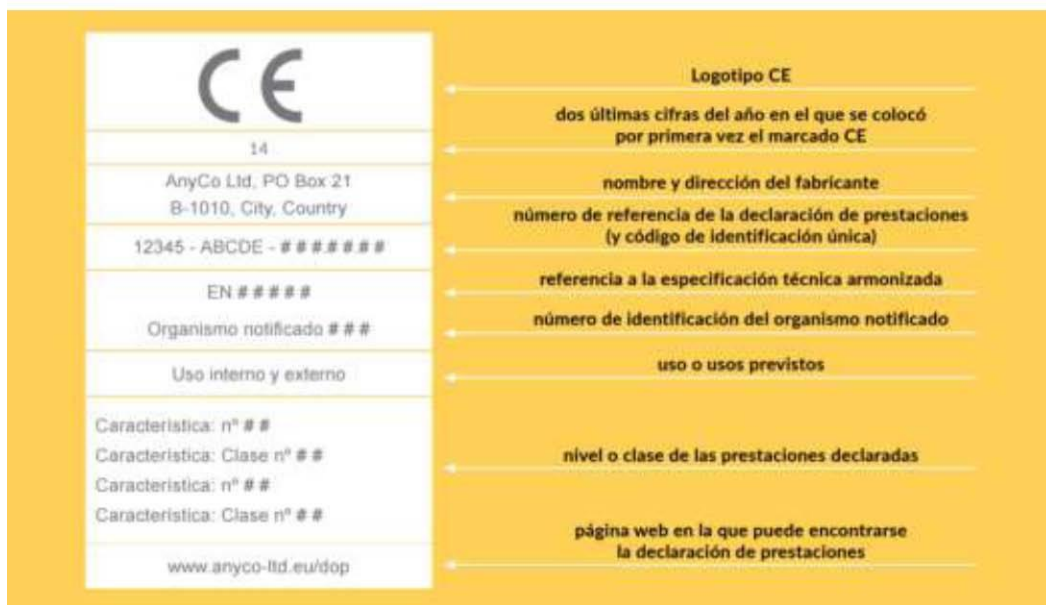 CE
Logotipo CE
dos últimas cifras del año en el que se colocó
por primera vez el marcado CE
14
AnyCo Ltd, PO Box 21
B-1010, City, Country
nombre y dirección del fabricante
número de referencia de la declaración de prestaciones
(y código de identificación única)
12345 - ABCDE - # # # # # # #
EN # # # # #
referencia a la especificación técnica armonizada
Organismo notificado # # #
número de identificación del organismo notificado
Uso interno y externo
uso o usos previstos
Característica: nº # #
Característica: Clase nº # #
Característica: nº # #
Característica: Clase nº # #
nivel o clase de las prestaciones declaradas
página web en la que puede encontrarse
la declaración de prestaciones
www.anyco-ltd.eu/dop